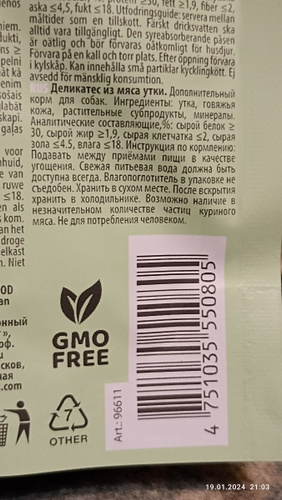 aska ≤4,5, fukt ≤18. Utfodringsguide: servera mellan
måltider som en tillskott. Färskt dricksvatten ska
alltid vara tillgängligt. Den syreabsorberande påsen
är oätlig och bör förvaras oåtkomligt för husdjur.
Förvara på en kall och torr plats. Efter öppning förvara
i kylskåp. Kan innehålla små partiklar kycklingkött. Ej
avsedd för mänsklig konsumtion.
RUS Деликатес из мяса утки. Дополнительный
корм для собак. Ингредиенты: утка, говяжья
кожа, растительные субпродукты, минералы.
Аналитические составляющие,%: сырой белок ≥
30, сырой жир ≥1,9, сырая клетчатка ≤2, сырая
зола ≤4.5, влага ≤18. Инструкция по кормлению:
Подавать между приёмами пищи в качестве
угощения. Свежая питьевая вода должна быть
доступна всегда. Влагопоглотитель в упаковке не
съедобен. Хранить в сухом месте. После вскрытия
хранить в холодильнике. Возможно наличие в
незначительном количестве частиц куриного
мяса. Не для потребления человеком.
GMO
FREE
7
OTHER
Art.: 96611
4 751035 550805
19.01.2024 21:03